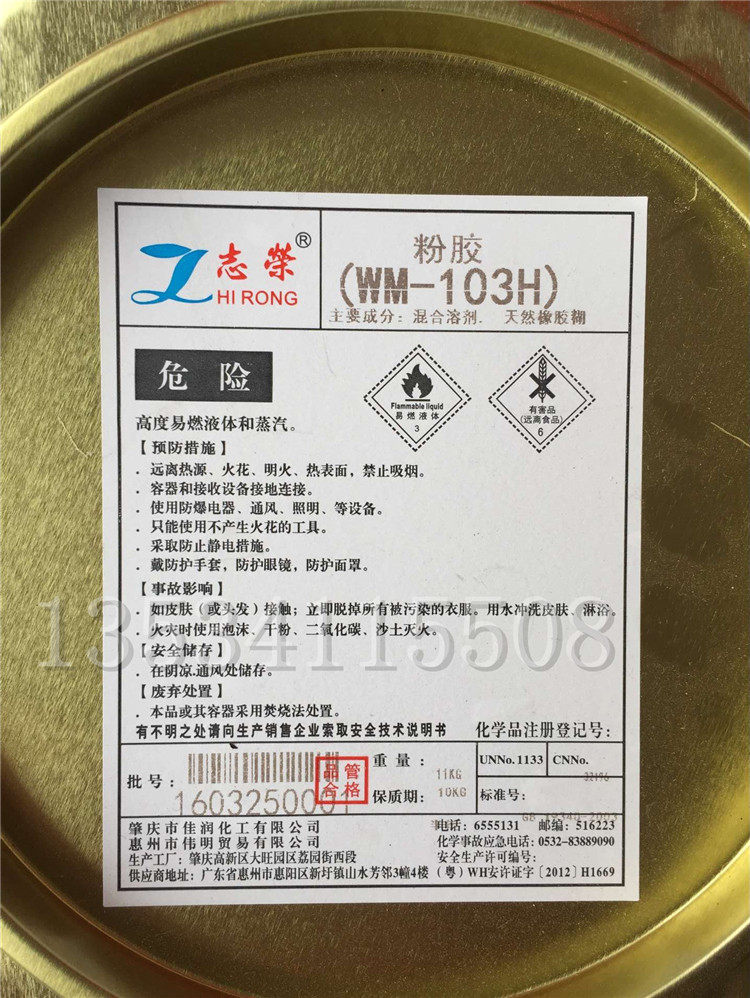 志榮®
HI RONG
粉胶
(WM-103H)
主要成分：混合溶剂. 天然橡胶糊
危险
Flammable liquid
易燃液体
3
有害品
(远离食品)
6
高度易燃液体和蒸汽。
【预防措施】
. 远离热源、火花、明火、热表面，禁止吸烟。
. 容器和接收设备接地连接。
. 使用防爆电器、通风、照明、等设备。
. 只能使用不产生火花的工具。
. 采取防止静电措施。
. 戴防护手套，防护眼镜，防护面罩。
【事故影响】
. 如皮肤（或头发）接触；立即脱掉所有被污染的衣服。用水冲洗皮肤、淋浴。
. 火灾时使用泡沫、干粉、二氧化碳、沙土灭火。
13534115508
【安全储存】
. 在阴凉.通风处储存。
【废弃处置】
. 本品或其容器采用焚烧法处置。
有不明之处请向生产销售企业索取安全技术说明书
化学品注册登记号：
批号：
1603250001
品管
合格
重量：
11KG
保质期：
10KG
UNNo.1133
CNNo.
32196
标准号：
GB 19340-2003
肇庆市佳润化工有限公司
惠州市伟明贸易有限公司
生产工厂：肇庆高新区大旺园区荔园街西段
供应商地址：广东省惠州市惠阳区新圩镇山水芳邻3幢4楼
电话：6555131 邮编：516223
化学事故应急电话：0532-83889090
安全生产许可编号：
（粤）WH安许证字［2012］H1669